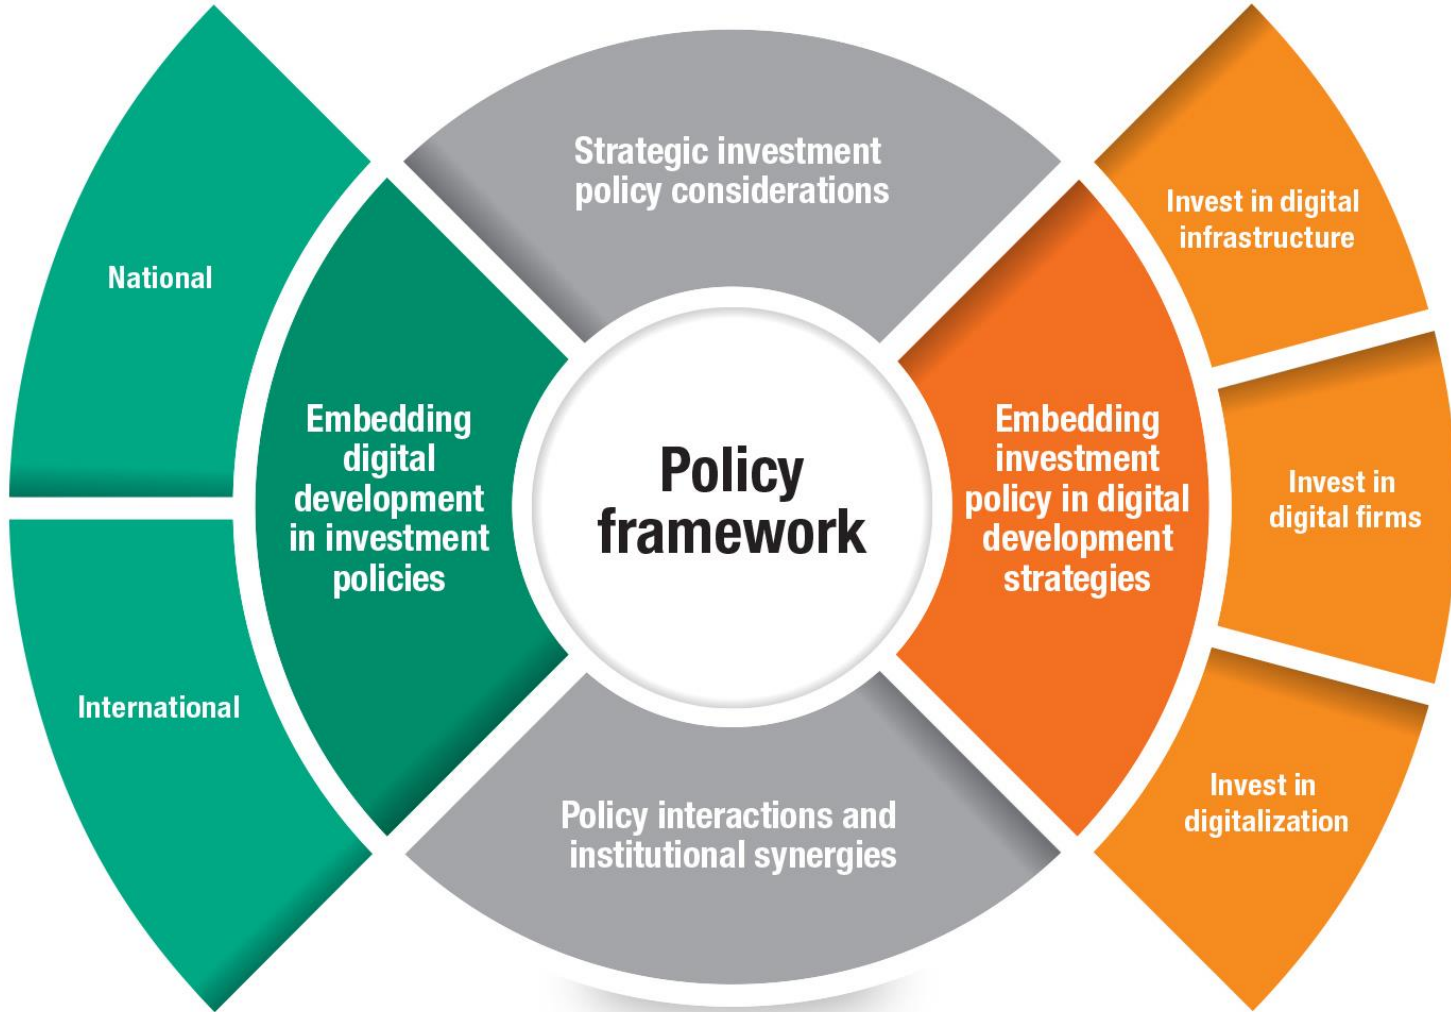 Strategic investment
policy considerations
National
Embedding
digital
development
in investment
policies
International
Policy
framework
Embedding
investment
policy in digital
development
strategies
Invest in digital
infrastructure
Invest in
digital firms
Invest in
digitalization
Policy interactions and
institutional synergies